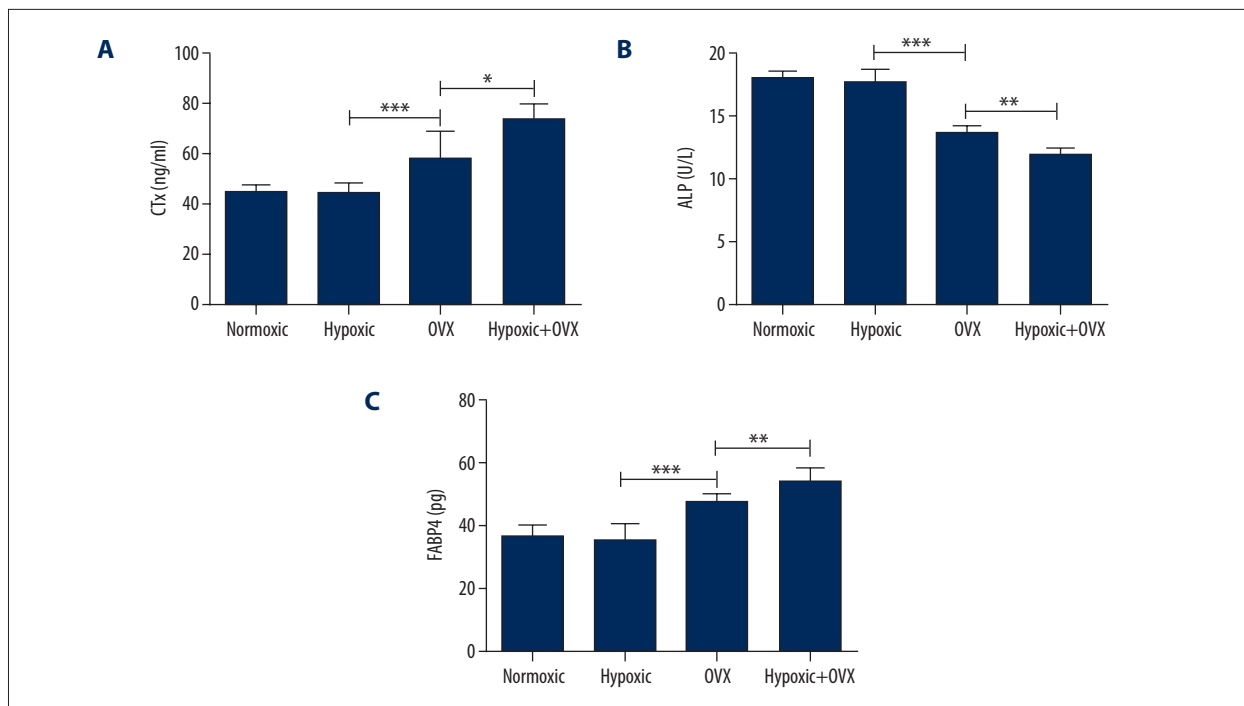 A
CTx (ng/ml)
100
80
60
40
20
0
***
*
Normoxic Hypoxic OVX Hypoxic+OVX
B
ALP (U/L)
20
15
10
5
0
***
**
Normoxic Hypoxic OVX Hypoxic+OVX
C
FABP4 (pg)
80
60
40
20
0
***
**
Normoxic Hypoxic OVX Hypoxic+OVX